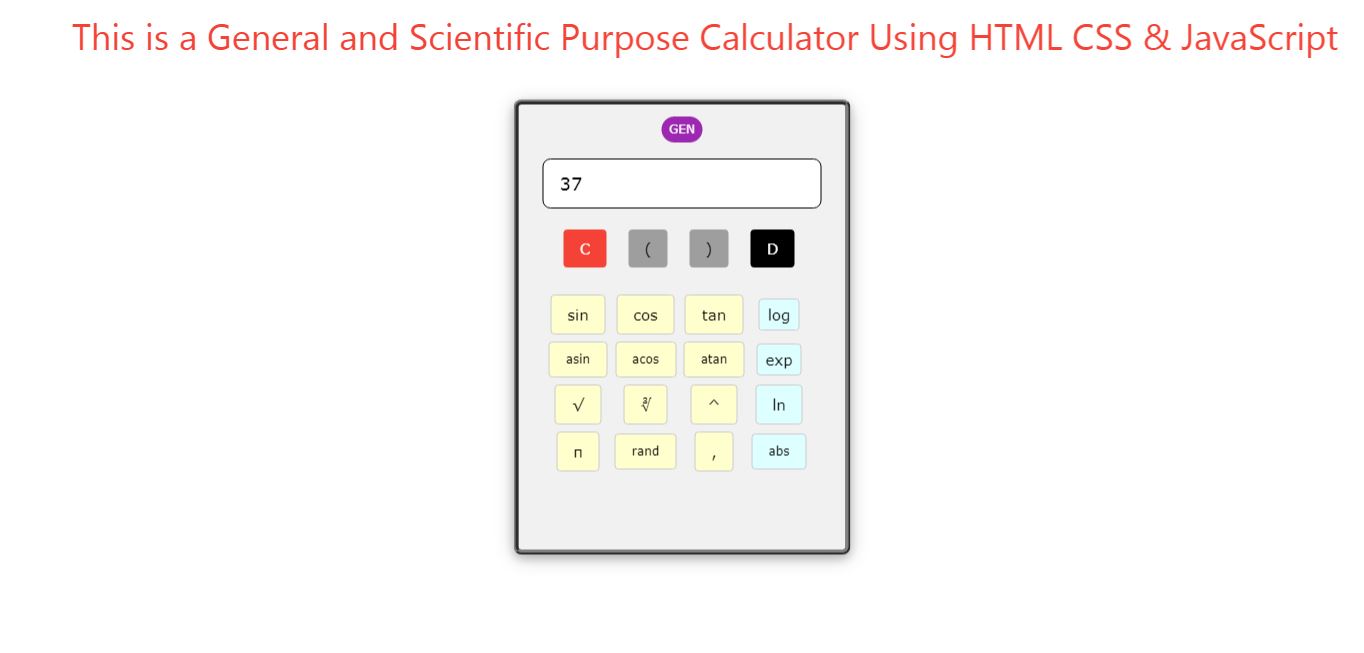 This is a General and Scientific Purpose Calculator Using HTML CSS & JavaScript
GEN
37
C ( ) D
sin cos tan log
asin acos atan exp
√ ∛ ^ ln
п rand , abs